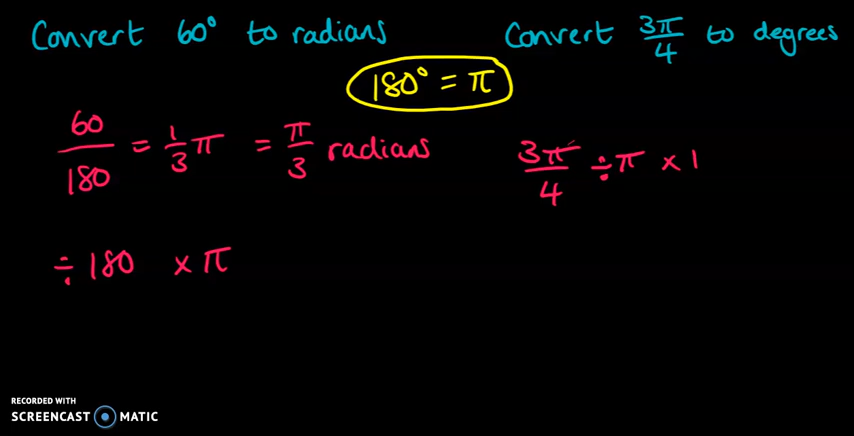 Convert 60° to radians
Convert 3π/4 to degrees
180° = π
60/180 = 1/3 π = π/3 radians
3π/4 ÷ π × 1
÷ 180 × π
RECORDED WITH
SCREENCAST MATIC